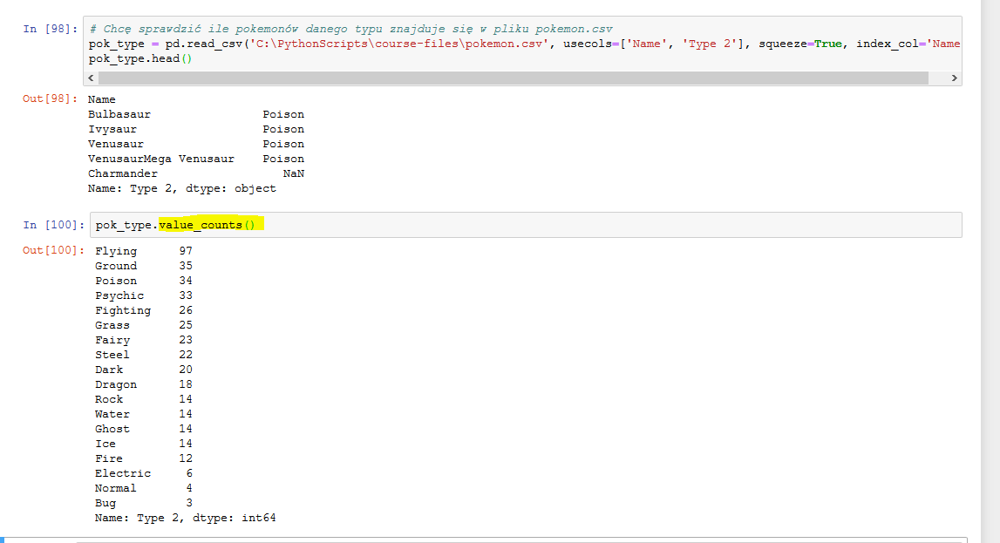 In [98]: # Chcę sprawdzić ile pokemonów danego typu znajduje się w pliku pokemon.csv
pok_type = pd.read_csv('C:\PythonScripts\course-files\pokemon.csv', usecols=['Name', 'Type 2'], squeeze=True, index_col='Name
pok_type.head()
Out[98]: Name
Bulbasaur Poison
Ivysaur Poison
Venusaur Poison
VenusaurMega Venusaur Poison
Charmander NaN
Name: Type 2, dtype: object
In [100]: pok_type.value_counts()
Out[100]: Flying 97
Ground 35
Poison 34
Psychic 33
Fighting 26
Grass 25
Fairy 23
Steel 22
Dark 20
Dragon 18
Rock 14
Water 14
Ghost 14
Ice 14
Fire 12
Electric 6
Normal 4
Bug 3
Name: Type 2, dtype: int64